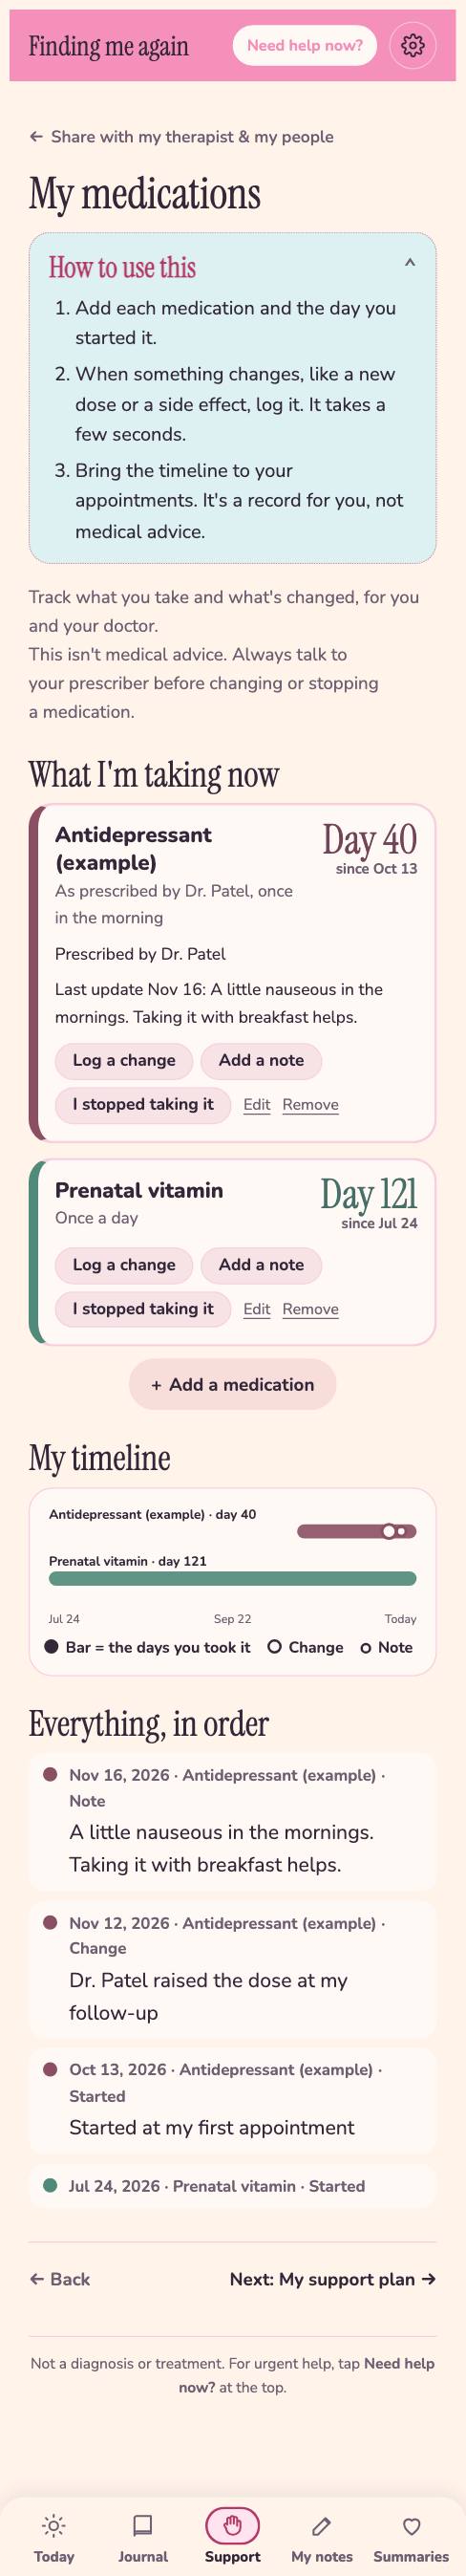 Finding me again
Need help now?
← Share with my therapist & my people
My medications
How to use this
1. Add each medication and the day you
started it.
2. When something changes, like a new
dose or a side effect, log it. It takes a
few seconds.
3. Bring the timeline to your
appointments. It's a record for you, not
medical advice.
Track what you take and what's changed, for you
and your doctor.
This isn't medical advice. Always talk to
your prescriber before changing or stopping
a medication.
What I'm taking now
Antidepressant
(example)
Day 40
since Oct 13
As prescribed by Dr. Patel, once
in the morning
Prescribed by Dr. Patel
Last update Nov 16: A little nauseous in the
mornings. Taking it with breakfast helps.
Log a change Add a note
I stopped taking it Edit Remove
Prenatal vitamin
Day 121
Once a day
since Jul 24
Log a change Add a note
I stopped taking it Edit Remove
+ Add a medication
My timeline
Antidepressant (example) · day 40
Prenatal vitamin · day 121
Jul 24 Sep 22 Today
Bar = the days you took it Change Note
Everything, in order
Nov 16, 2026 · Antidepressant (example) ·
Note
A little nauseous in the mornings.
Taking it with breakfast helps.
Nov 12, 2026 · Antidepressant (example) ·
Change
Dr. Patel raised the dose at my
follow-up
Oct 13, 2026 · Antidepressant (example) ·
Started
Started at my first appointment
Jul 24, 2026 · Prenatal vitamin · Started
← Back
Next: My support plan →
Not a diagnosis or treatment. For urgent help, tap Need help
now? at the top.
Today Journal Support My notes Summaries